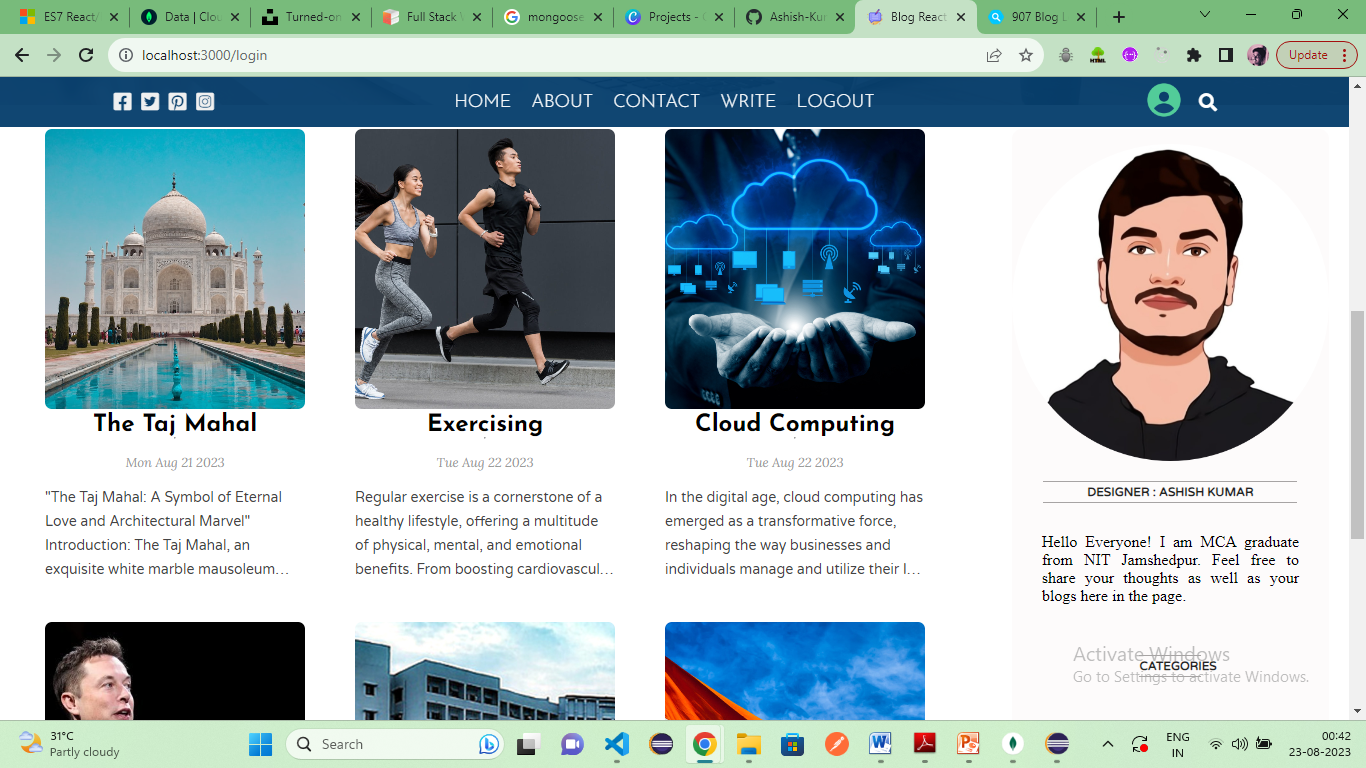 ES7 React/
Data | Clou
Turned-on
Full Stack
mongoose
Projects - C
Ashish-Kur
Blog React
907 Blog L
localhost:3000/login
Update
HOME ABOUT CONTACT WRITE LOGOUT
The Taj Mahal
Mon Aug 21 2023
"The Taj Mahal: A Symbol of Eternal
Love and Architectural Marvel"
Introduction: The Taj Mahal, an
exquisite white marble mausoleum…
Exercising
Tue Aug 22 2023
Regular exercise is a cornerstone of a
healthy lifestyle, offering a multitude
of physical, mental, and emotional
benefits. From boosting cardiovascul…
Cloud Computing
Tue Aug 22 2023
In the digital age, cloud computing has
emerged as a transformative force,
reshaping the way businesses and
individuals manage and utilize their I…
DESIGNER : ASHISH KUMAR
Hello Everyone! I am MCA graduate
from NIT Jamshedpur. Feel free to
share your thoughts as well as your
blogs here in the page.
CATEGORIES
Activate Windows
Go to Settings to activate Windows.
31°C
Partly cloudy
Search
ENG
IN
00:42
23-08-2023